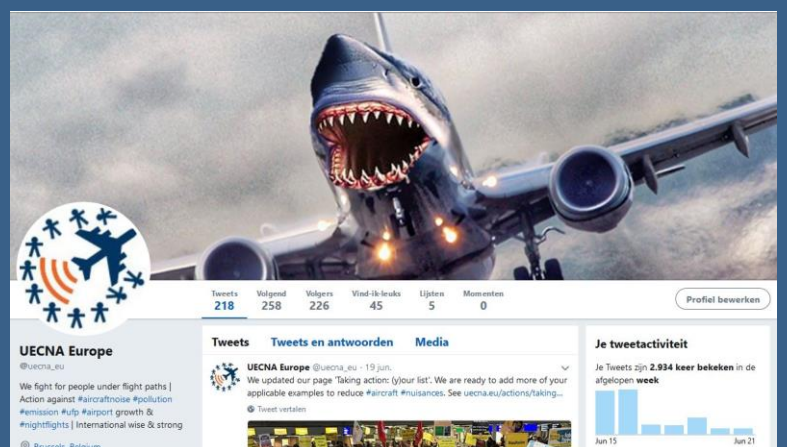 Tweets Volgend Volgers Vind-ik-leuks Lijsten Momenten
218 258 226 45 5 0
Profiel bewerken
UECNA Europe
@uecna_eu
We fight for people under flight paths |
Action against #aircraftnoise #pollution
#emission #ufp #airport growth &
#nightflights | International wise & strong
Brussels, Belgium
Tweets Tweets en antwoorden Media
UECNA Europe @uecna_eu · 19 jun.
We updated our page 'Taking action: (y)our list'. We are ready to add more of your
applicable examples to reduce #aircraft #nuisances. See uecna.eu/actions/taking...
Tweet vertalen
Je tweetactiviteit
Je Tweets zijn 2.934 keer bekeken in de
afgelopen week
Jun 15 Jun 21